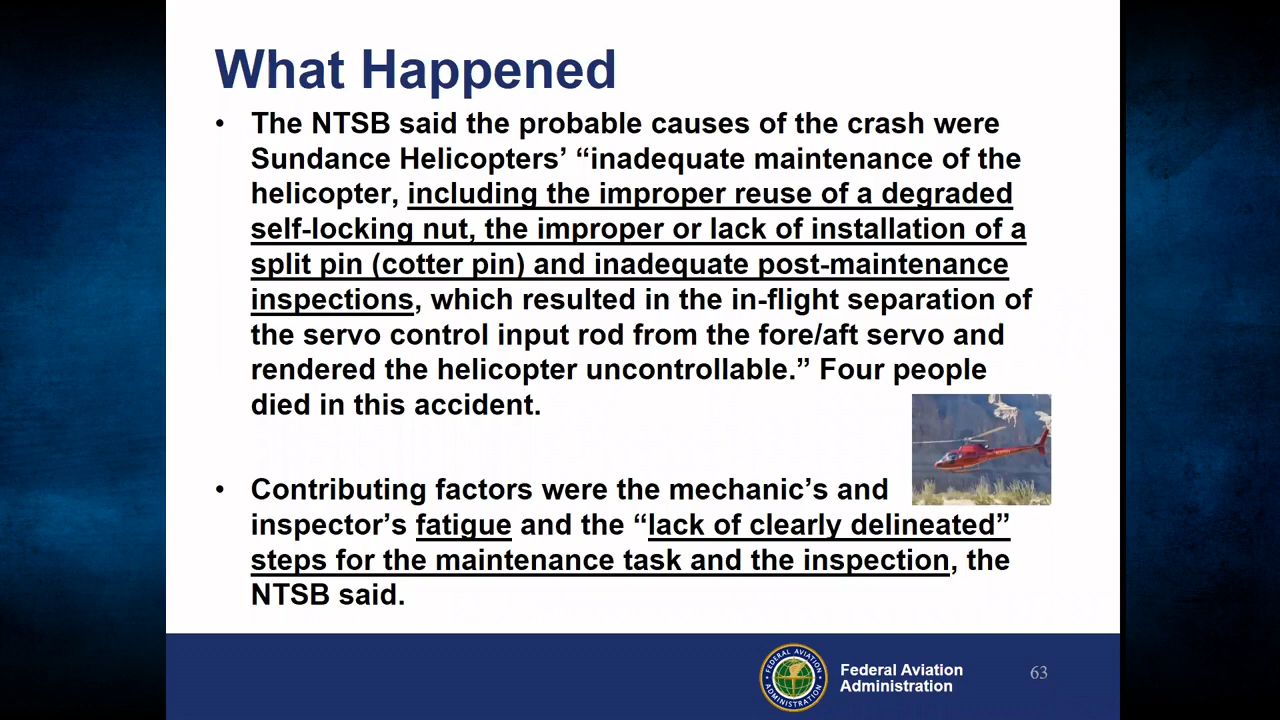 What Happened
• The NTSB said the probable causes of the crash were
Sundance Helicopters’ “inadequate maintenance of the
helicopter, including the improper reuse of a degraded
self-locking nut, the improper or lack of installation of a
split pin (cotter pin) and inadequate post-maintenance
inspections, which resulted in the in-flight separation of
the servo control input rod from the fore/aft servo and
rendered the helicopter uncontrollable.” Four people
died in this accident.
• Contributing factors were the mechanic’s and
inspector’s fatigue and the “lack of clearly delineated”
steps for the maintenance task and the inspection, the
NTSB said.
FEDERAL AVIATION
ADMINISTRATION
Federal Aviation
Administration
63